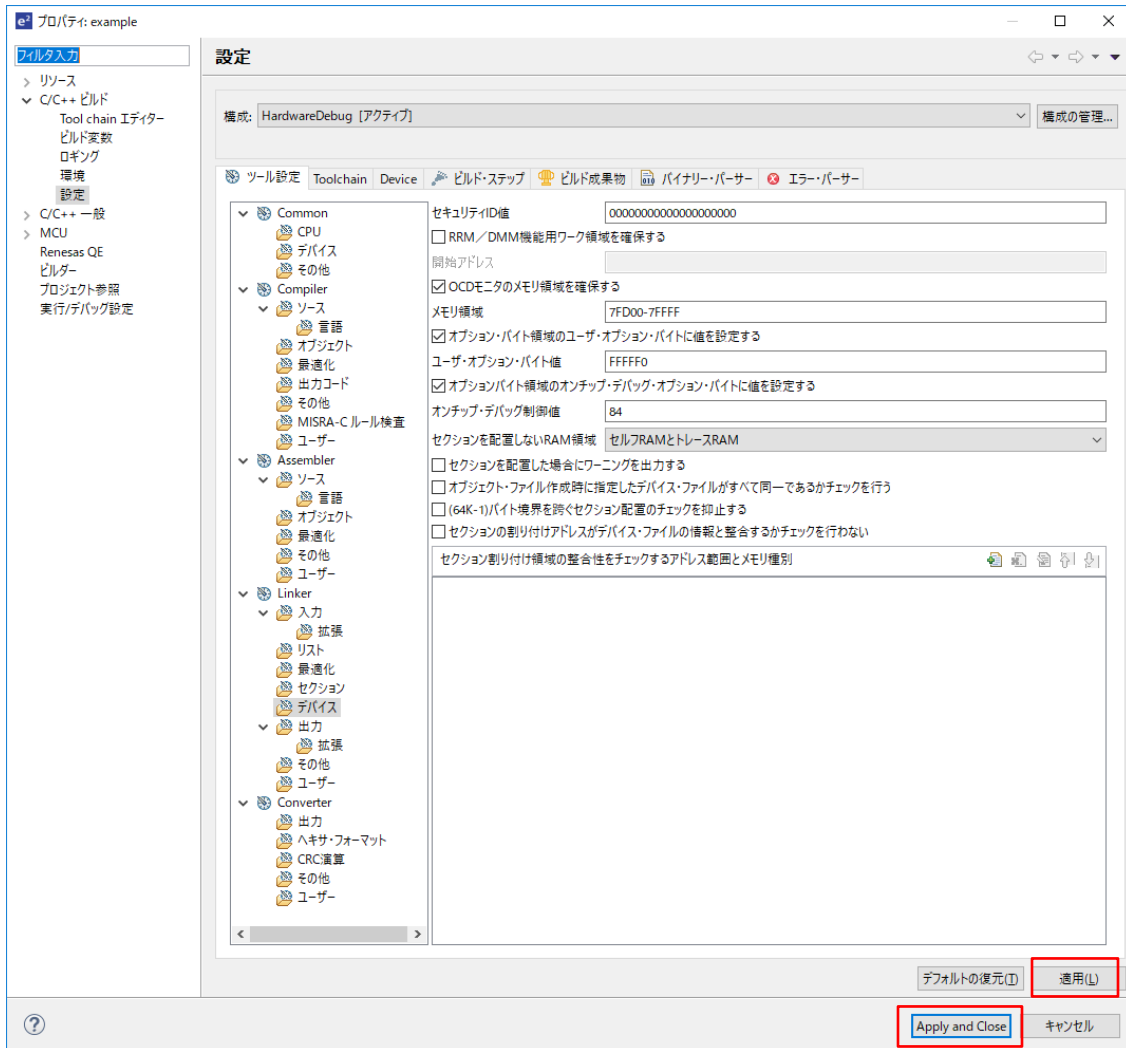 e² プロパティ: example
フィルタ入力
設定
リソース
C/C++ ビルド
Tool chain エディター
ビルド変数
ロギング
環境
設定
C/C++ 一般
MCU
Renesas QE
ビルダー
プロジェクト参照
実行/デバッグ設定
構成: HardwareDebug [アクティブ] 構成の管理...
ツール設定 Toolchain Device ビルド・ステップ ビルド成果物 バイナリー・パーサー エラー・パーサー
Common
CPU
デバイス
その他
Compiler
ソース
言語
オブジェクト
最適化
出力コード
その他
MISRA-C ルール検査
ユーザー
Assembler
ソース
言語
オブジェクト
最適化
その他
ユーザー
Linker
入力
拡張
リスト
最適化
セクション
デバイス
出力
拡張
その他
ユーザー
Converter
出力
ヘキサ・フォーマット
CRC演算
その他
ユーザー
セキュリティID値 00000000000000000000
RRM／DMM機能用ワーク領域を確保する
開始アドレス
OCDモニタのメモリ領域を確保する
メモリ領域 7FD00-7FFFF
オプション・バイト領域のユーザ・オプション・バイトに値を設定する
ユーザ・オプション・バイト値 FFFFF0
オプションバイト領域のオンチップ・デバッグ・オプション・バイトに値を設定する
オンチップ・デバッグ制御値 84
セクションを配置しないRAM領域 セルフRAMとトレースRAM
セクションを配置した場合にワーニングを出力する
オブジェクト・ファイル作成時に指定したデバイス・ファイルがすべて同一であるかチェックを行う
(64K-1)バイト境界を跨ぐセクション配置のチェックを抑止する
セクションの割り付けアドレスがデバイス・ファイルの情報と整合するかチェックを行わない
セクション割り付け領域の整合性をチェックするアドレス範囲とメモリ種別
デフォルトの復元(T) 適用(L)
Apply and Close キャンセル